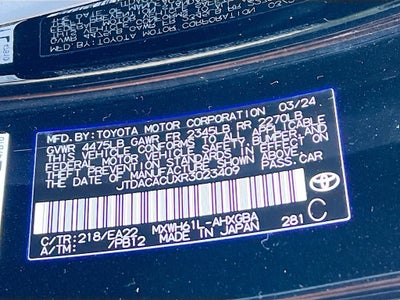 MFD.BY:TOYOTA MOTOR CORPORATION 03/24
GVWR 4475LB GAWR FR 2345LB RR 2270LB
THIS VEHICLE CONFORMS TO ALL APPLICABLE
FEDERAL MOTOR VEHICLE SAFETY, BUMPER, AND
THEFT PREVENTION STANDARDS IN EFFECT ON
THE DATE OF MANUFACTURE SHOWN ABOVE.
PASS-CAR
C/TR:218/EA22 MXWH61L-AHXGBA
A/TM: /PB12 MADE IN JAPAN 281 C